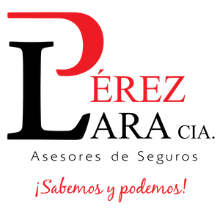 PÉREZ
LARA CIA.
Asesores de Seguros
¡Sabemos y podemos!